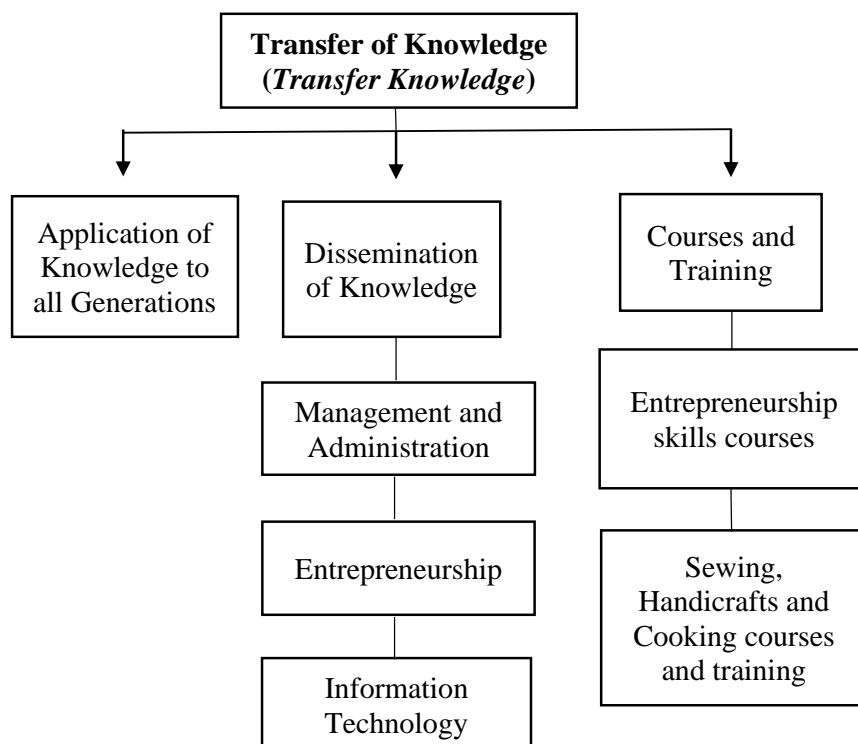 Transfer of Knowledge
(Transfer Knowledge)
Application of
Knowledge to
all Generations
Dissemination
of Knowledge
Courses and
Training
Management and
Administration
Entrepreneurship
skills courses
Entrepreneurship
Sewing,
Handicrafts and
Cooking courses
and training
Information
Technology